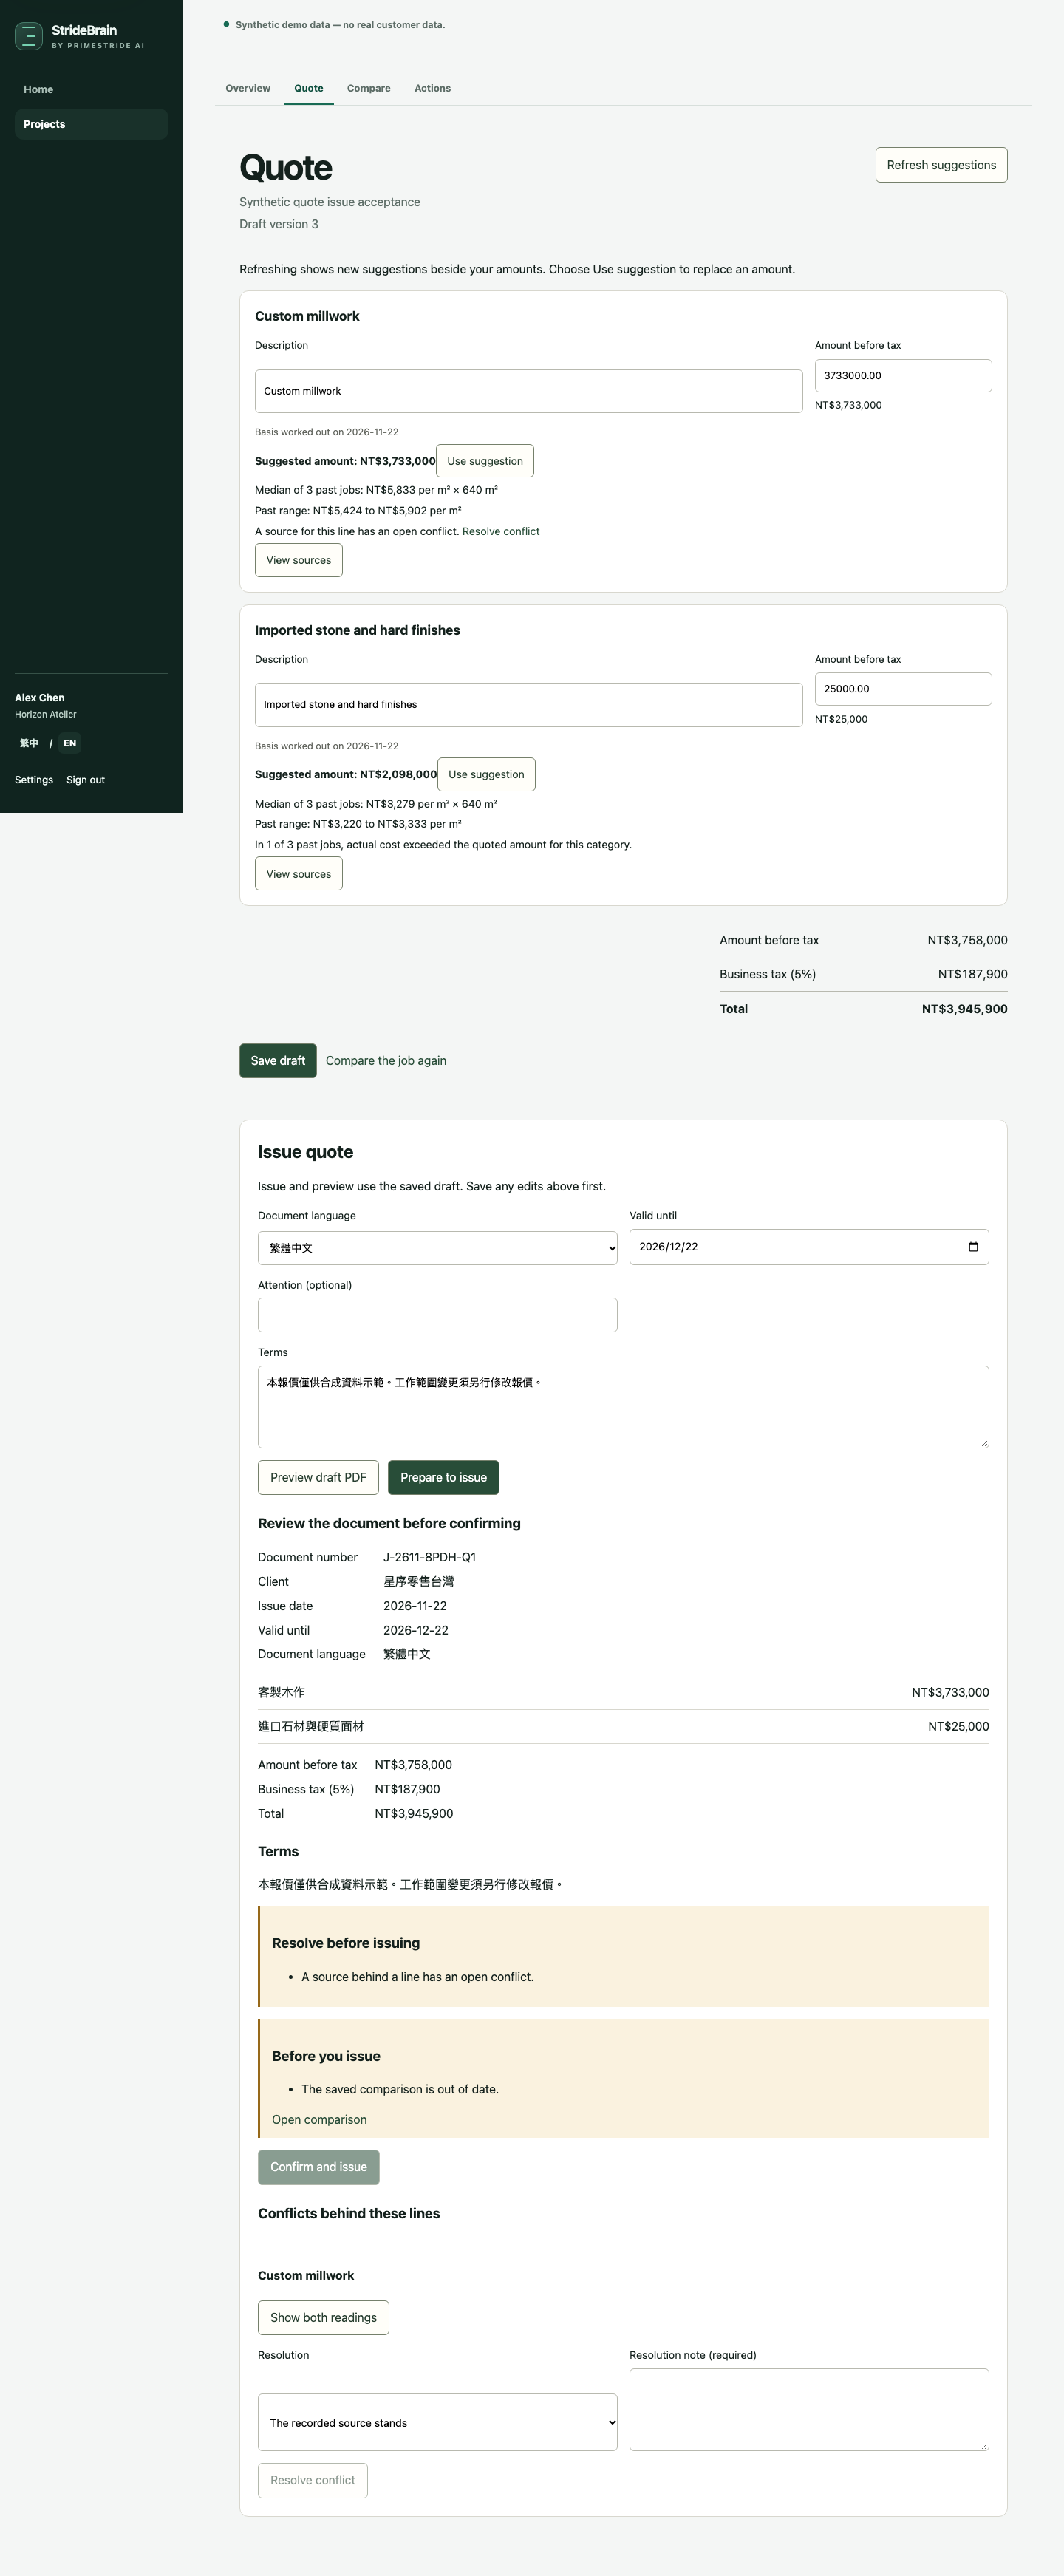 StrideBrain
BY PRIMESTRIDE AI
Home
Projects
Alex Chen
Horizon Atelier
繁中 / EN
Settings Sign out
Synthetic demo data — no real customer data.
Overview Quote Compare Actions
Quote
Refresh suggestions
Synthetic quote issue acceptance
Draft version 3
Refreshing shows new suggestions beside your amounts. Choose Use suggestion to replace an amount.
Custom millwork
Description
Amount before tax
Custom millwork
3733000.00
NT$3,733,000
Basis worked out on 2026-11-22
Suggested amount: NT$3,733,000 Use suggestion
Median of 3 past jobs: NT$5,833 per m² × 640 m²
Past range: NT$5,424 to NT$5,902 per m²
A source for this line has an open conflict. Resolve conflict
View sources
Imported stone and hard finishes
Description
Amount before tax
Imported stone and hard finishes
25000.00
NT$25,000
Basis worked out on 2026-11-22
Suggested amount: NT$2,098,000 Use suggestion
Median of 3 past jobs: NT$3,279 per m² × 640 m²
Past range: NT$3,220 to NT$3,333 per m²
In 1 of 3 past jobs, actual cost exceeded the quoted amount for this category.
View sources
Amount before tax NT$3,758,000
Business tax (5%) NT$187,900
Total NT$3,945,900
Save draft Compare the job again
Issue quote
Issue and preview use the saved draft. Save any edits above first.
Document language
Valid until
繁體中文
2026/12/22
Attention (optional)
Terms
本報價僅供合成資料示範。工作範圍變更須另行修改報價。
Preview draft PDF Prepare to issue
Review the document before confirming
Document number J-2611-8PDH-Q1
Client 星序零售台灣
Issue date 2026-11-22
Valid until 2026-12-22
Document language 繁體中文
客製木作 NT$3,733,000
進口石材與硬質面材 NT$25,000
Amount before tax NT$3,758,000
Business tax (5%) NT$187,900
Total NT$3,945,900
Terms
本報價僅供合成資料示範。工作範圍變更須另行修改報價。
Resolve before issuing
• A source behind a line has an open conflict.
Before you issue
• The saved comparison is out of date.
Open comparison
Confirm and issue
Conflicts behind these lines
Custom millwork
Show both readings
Resolution
Resolution note (required)
The recorded source stands
Resolve conflict